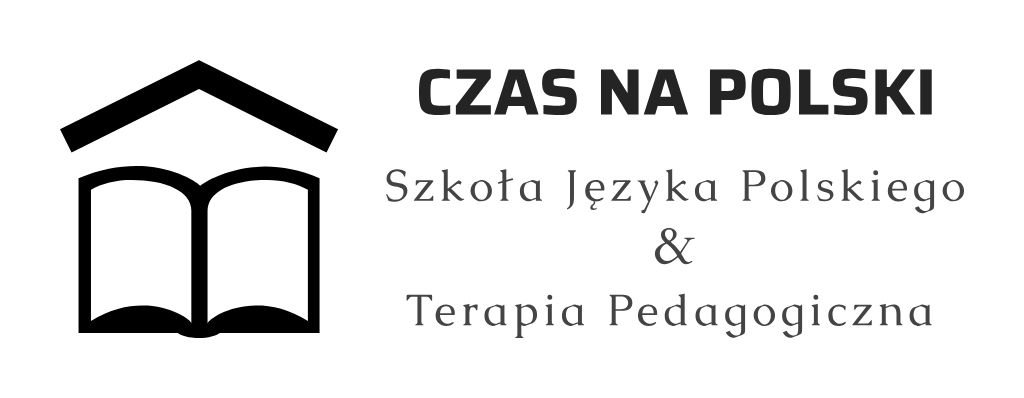 CZAS NA POLSKI
Szkoła Języka Polskiego
&
Terapia Pedagogiczna